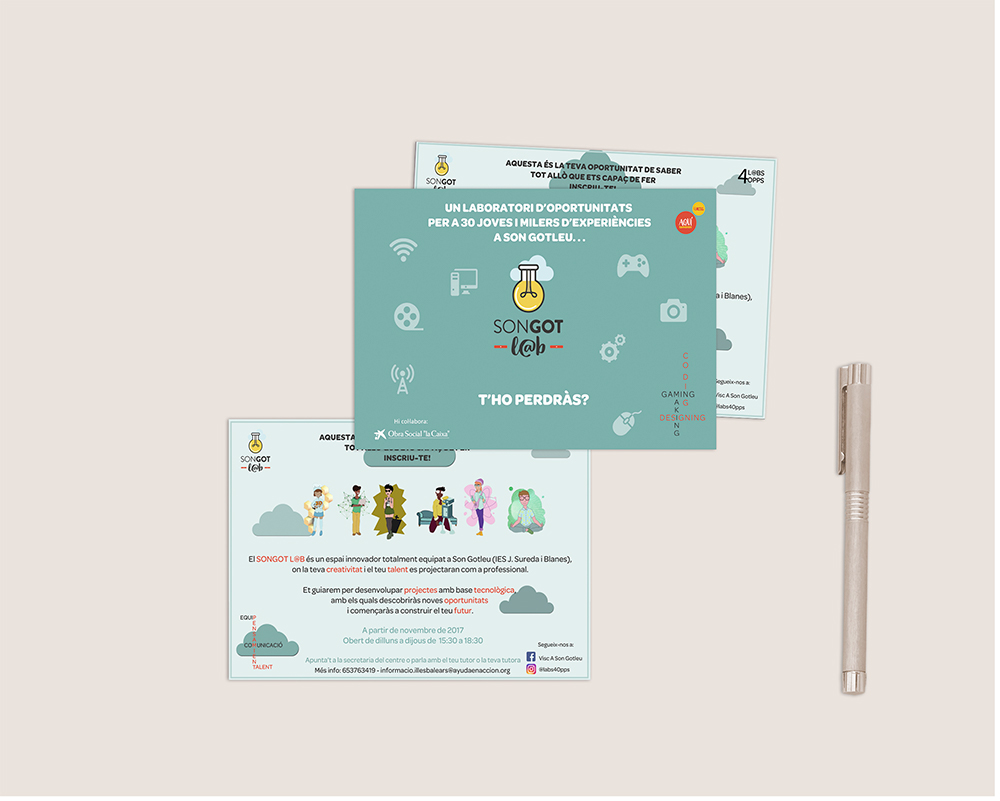 SONGOT
l@b
AQUESTA ÉS LA TEVA OPORTUNITAT DE SABER
TOT ALLÒ QUE ETS CAPAÇ DE FER
INSCRIU-TE!
4 L@BS
OPPS
a i Blanes),
Segueix-nos a:
Visc A Son Gotleu
@labs40pps
UN LABORATORI D'OPORTUNITATS
PER A 30 JOVES I MILERS D'EXPERIÈNCIES
A SON GOTLEU...
AQUÍ
SONGOT
l@b
T'HO PERDRÀS?
Hi col·labora:
Obra Social "la Caixa"
CODING
GAMING
MAKING
DESIGNING
SONGOT
l@b
AQUESTA
INSCRIU-TE!
El SONGOT L@B és un espai innovador totalment equipat a Son Gotleu (IES J. Sureda i Blanes),
on la teva creativitat i el teu talent es projectaran com a professional.
Et guiarem per desenvolupar projectes amb base tecnològica,
amb els quals descobriràs noves oportunitats
i començaràs a construir el teu futur.
EQUIP
COMUNICACIÓ
TALENT
A partir de novembre de 2017
Obert de dilluns a dijous de 15:30 a 18:30
Apunta't a la secretaria del centre o parla amb el teu tutor o la teva tutora
Més info: 653763419 - informacio.illesbalears@ayudaenaccion.org
Segueix-nos a:
Visc A Son Gotleu
@labs40pps